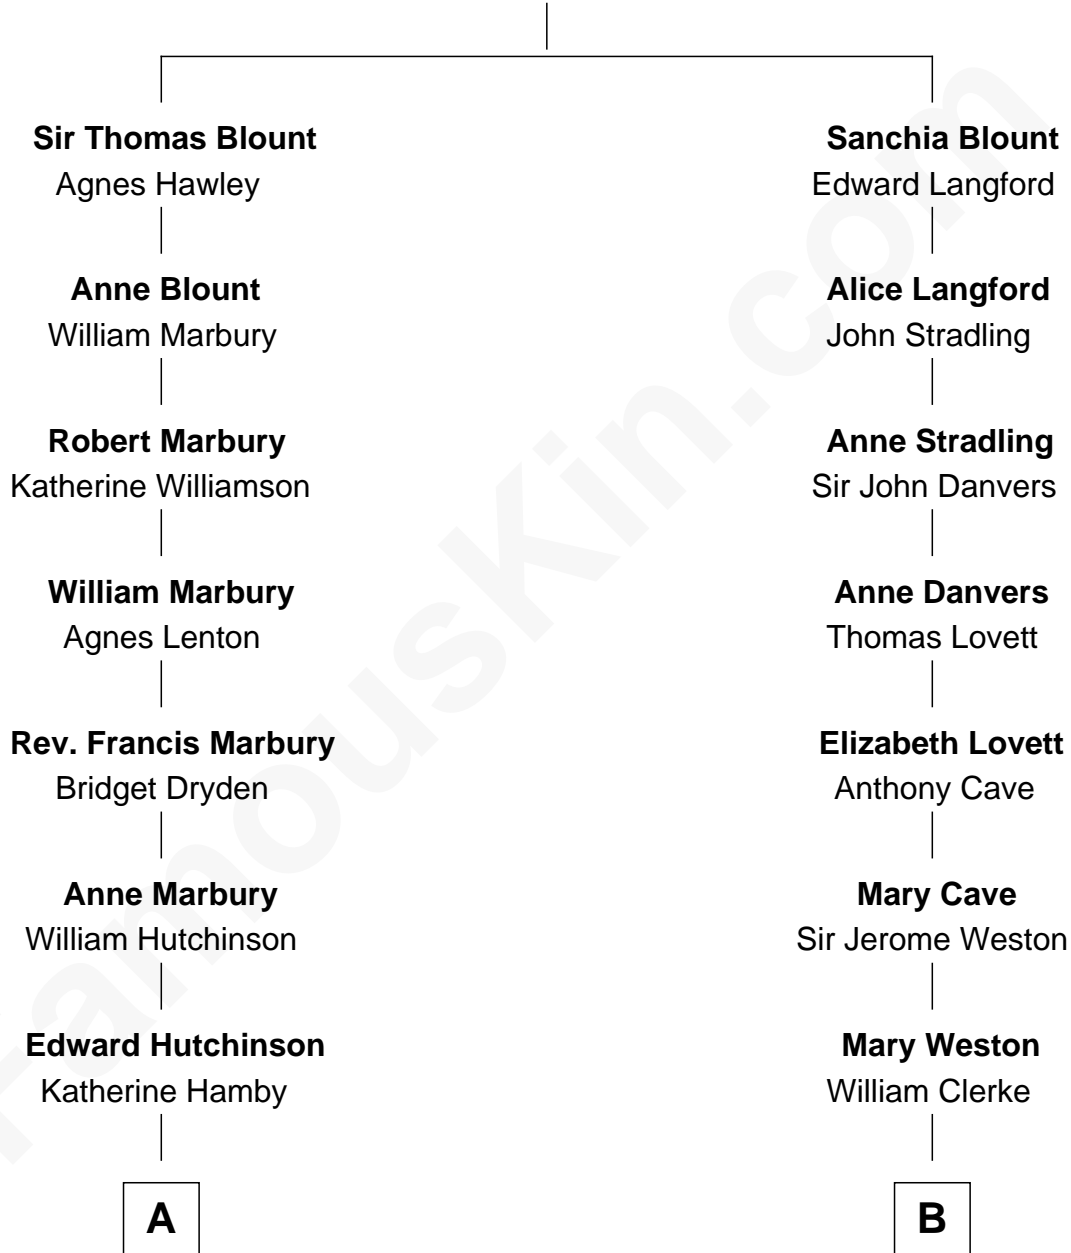 Sir Thomas Blount
Agnes Hawley
Anne Blount
William Marbury
Robert Marbury
Katherine Williamson
William Marbury
Agnes Lenton
Rev. Francis Marbury
Bridget Dryden
Anne Marbury
William Hutchinson
Edward Hutchinson
Katherine Hamby
A
Sanchia Blount
Edward Langford
Alice Langford
John Stradling
Anne Stradling
Sir John Danvers
Anne Danvers
Thomas Lovett
Elizabeth Lovett
Anthony Cave
Mary Cave
Sir Jerome Weston
Mary Weston
William Clerke
B
FamousKin.com